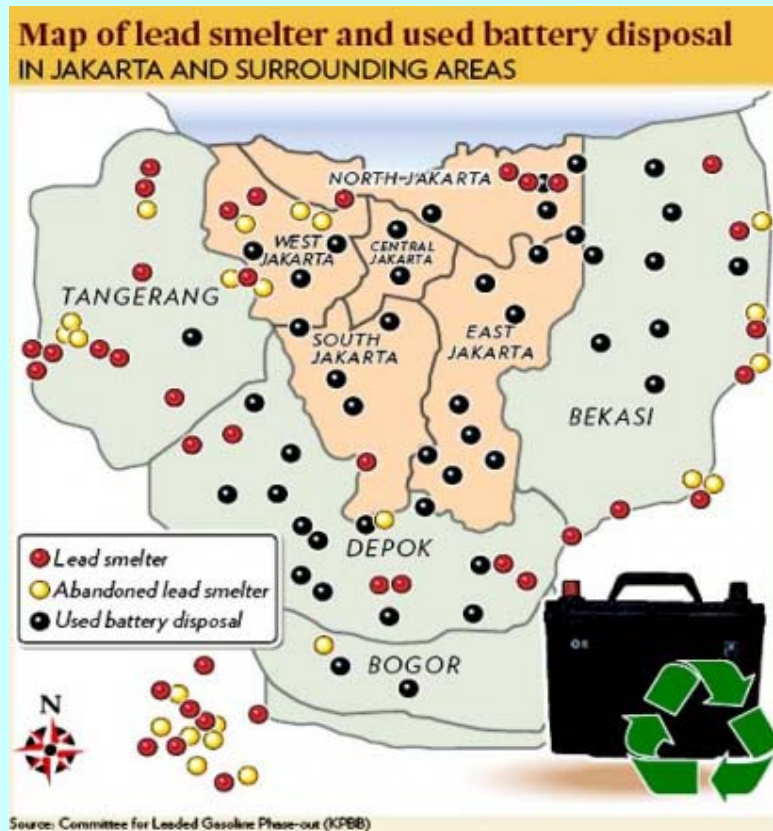 Map of lead smelter and used battery disposal
IN JAKARTA AND SURROUNDING AREAS
NORTH-JAKARTA
WEST
JAKARTA
CENTRAL
JAKARTA
TANGERANG
SOUTH
JAKARTA
EAST
JAKARTA
BEKASI
DEPOK
Lead smelter
Abandoned lead smelter
Used battery disposal
BOGOR
N
Source: Committee for Leaded Gasoline Phase-out (KPBB)